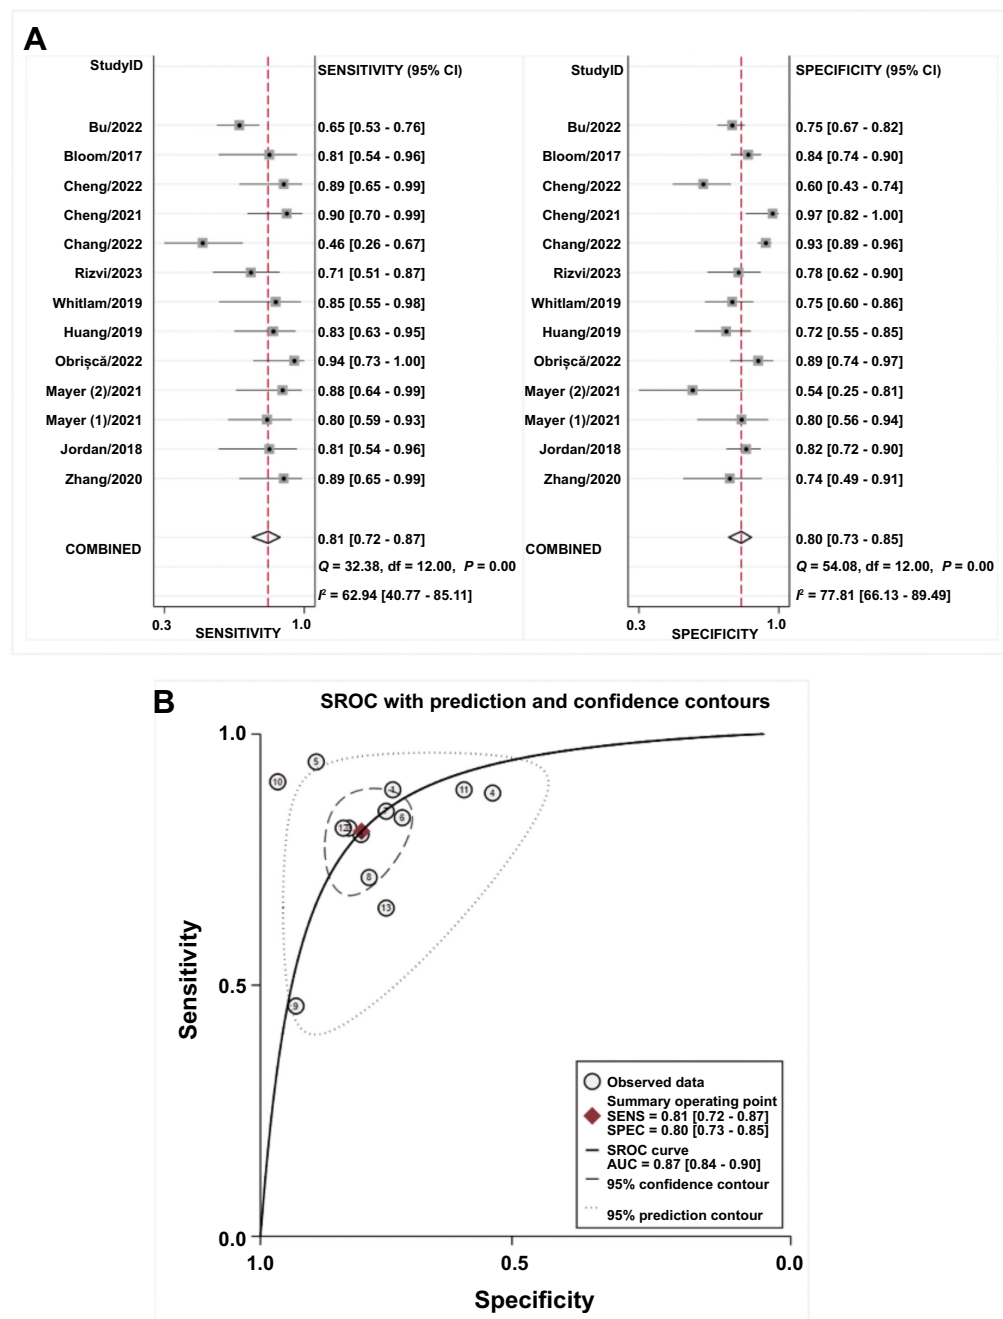 A
StudyID SENSITIVITY (95% CI)
Bu/2022 0.65 [0.53 - 0.76]
Bloom/2017 0.81 [0.54 - 0.96]
Cheng/2022 0.89 [0.65 - 0.99]
Cheng/2021 0.90 [0.70 - 0.99]
Chang/2022 0.46 [0.26 - 0.67]
Rizvi/2023 0.71 [0.51 - 0.87]
Whitlam/2019 0.85 [0.55 - 0.98]
Huang/2019 0.83 [0.63 - 0.95]
Obrișcă/2022 0.94 [0.73 - 1.00]
Mayer (2)/2021 0.88 [0.64 - 0.99]
Mayer (1)/2021 0.80 [0.59 - 0.93]
Jordan/2018 0.81 [0.54 - 0.96]
Zhang/2020 0.89 [0.65 - 0.99]
COMBINED 0.81 [0.72 - 0.87]
Q = 32.38, df = 12.00, P = 0.00
I² = 62.94 [40.77 - 85.11]
0.3 1.0
SENSITIVITY
StudyID SPECIFICITY (95% CI)
Bu/2022 0.75 [0.67 - 0.82]
Bloom/2017 0.84 [0.74 - 0.90]
Cheng/2022 0.60 [0.43 - 0.74]
Cheng/2021 0.97 [0.82 - 1.00]
Chang/2022 0.93 [0.89 - 0.96]
Rizvi/2023 0.78 [0.62 - 0.90]
Whitlam/2019 0.75 [0.60 - 0.86]
Huang/2019 0.72 [0.55 - 0.85]
Obrișcă/2022 0.89 [0.74 - 0.97]
Mayer (2)/2021 0.54 [0.25 - 0.81]
Mayer (1)/2021 0.80 [0.56 - 0.94]
Jordan/2018 0.82 [0.72 - 0.90]
Zhang/2020 0.74 [0.49 - 0.91]
COMBINED 0.80 [0.73 - 0.85]
Q = 54.08, df = 12.00, P = 0.00
I² = 77.81 [66.13 - 89.49]
0.3 1.0
SPECIFICITY
B
SROC with prediction and confidence contours
1.0
0.5
0.0
Sensitivity
5
10
1
11
4
6
12
8
13
9
Observed data
Summary operating point
SENS = 0.81 [0.72 - 0.87]
SPEC = 0.80 [0.73 - 0.85]
SROC curve
AUC = 0.87 [0.84 - 0.90]
95% confidence contour
95% prediction contour
1.0 0.5 0.0
Specificity